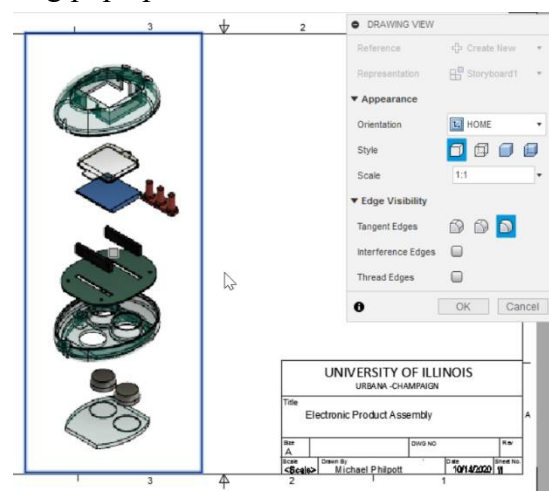 3
2
DRAWING VIEW
Reference Create New
Representation Storyboard1
Appearance
Orientation HOME
Style
Scale 1:1
Edge Visibility
Tangent Edges
Interference Edges
Thread Edges
OK Cancel
UNIVERSITY OF ILLINOIS
URBANA -CHAMPAIGN
Title
Electronic Product Assembly
A
Size DWG NO Rev
A
Scale Drawn By Date Sheet No.
<Scale> Michael Philpott 10/14/2020
3
2
1